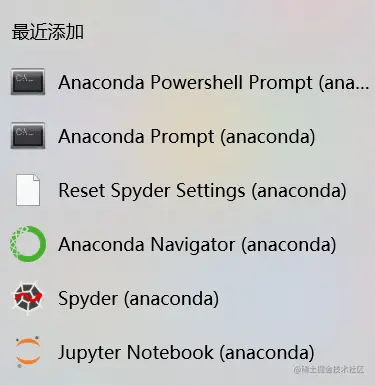 最近添加
Anaconda Powershell Prompt (ana...
Anaconda Prompt (anaconda)
Reset Spyder Settings (anaconda)
Anaconda Navigator (anaconda)
Spyder (anaconda)
Jupyter Notebook (anaconda)
@稀土掘金技术社区